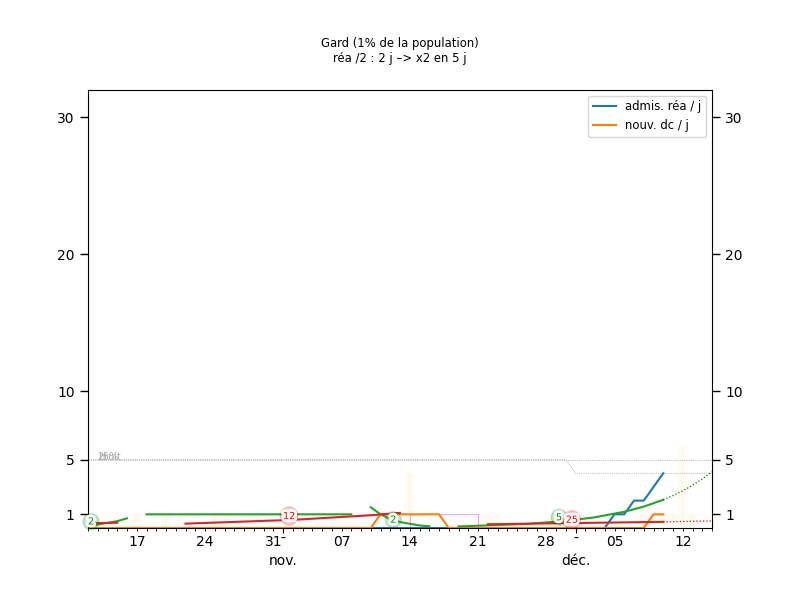 Gard (1% de la population)
réa /2 : 2 j –> x2 en 5 j
admis. réa / j
nouv. dc / j
30 30
20 20
10 10
5 5
1 1
2 12 2 5 25
17 24 31- 07 14 21 28 - 05 12
nov. déc.